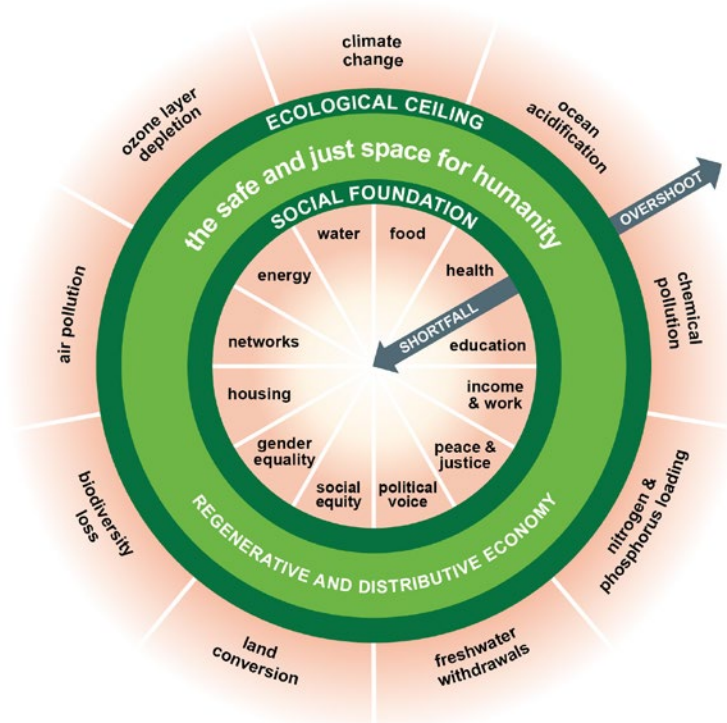 climate
change
ocean
acidification
chemical
pollution
nitrogen &
phosphorus loading
freshwater
withdrawals
land
conversion
biodiversity
loss
air pollution
ozone layer
depletion
ECOLOGICAL CEILING
the safe and just space for humanity
SOCIAL FOUNDATION
OVERSHOOT
SHORTFALL
water
food
health
education
income
& work
peace &
justice
political
voice
social
equity
gender
equality
housing
networks
energy
REGENERATIVE AND DISTRIBUTIVE ECONOMY